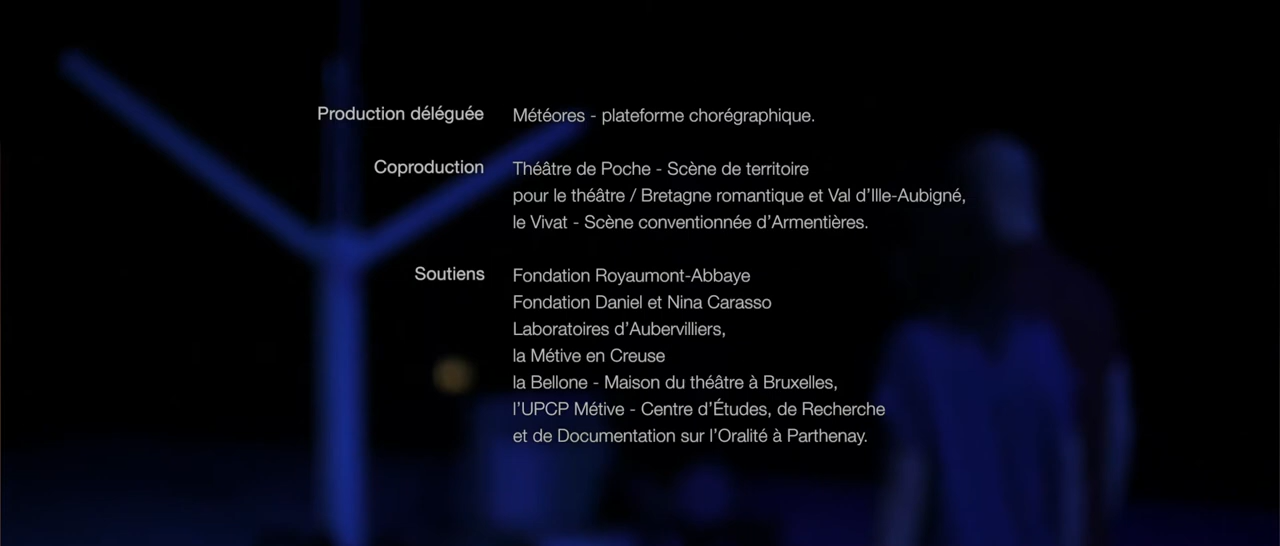 Production déléguée Météores - plateforme chorégraphique.
Coproduction Théâtre de Poche - Scène de territoire
pour le théâtre / Bretagne romantique et Val d'Ille-Aubigné,
le Vivat - Scène conventionnée d'Armentières.
Soutiens Fondation Royaumont-Abbaye
Fondation Daniel et Nina Carasso
Laboratoires d'Aubervilliers,
la Métive en Creuse
la Bellone - Maison du théâtre à Bruxelles,
l'UPCP Métive - Centre d'Études, de Recherche
et de Documentation sur l'Oralité à Parthenay.